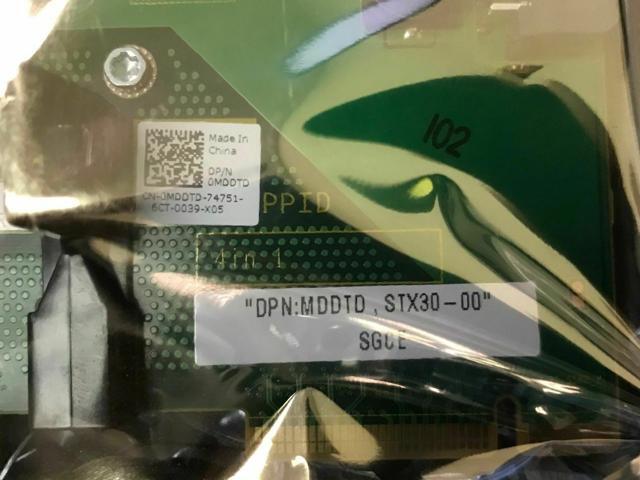 IO2
Made In
China
DP/N
0MDDTD
CN-0MDDTD-74751-
6CT-0039-X05
PPID
4in 1
"DPN:MDDTD , STX30-00"
SGCE